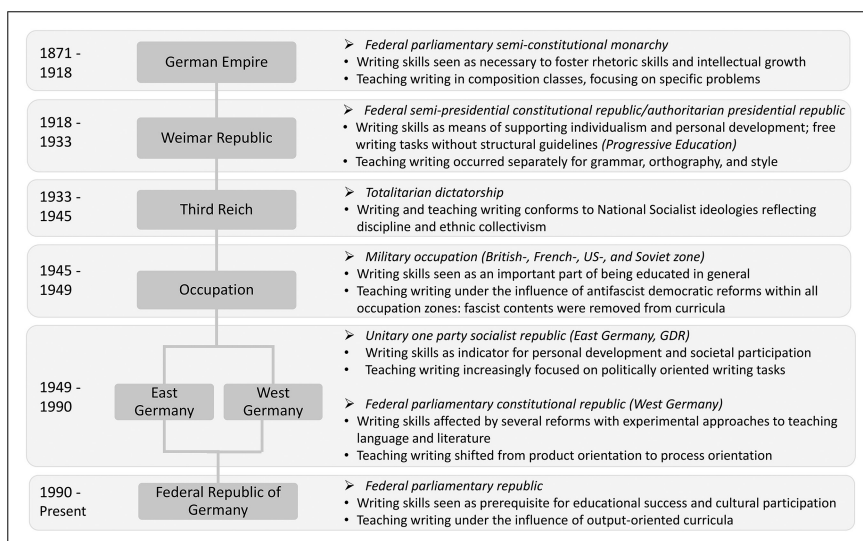 1871 -
1918
German Empire
➢ Federal parliamentary semi-constitutional monarchy
• Writing skills seen as necessary to foster rhetoric skills and intellectual growth
• Teaching writing in composition classes, focusing on specific problems
1918 -
1933
Weimar Republic
➢ Federal semi-presidential constitutional republic/authoritarian presidential republic
• Writing skills as means of supporting individualism and personal development; free
writing tasks without structural guidelines (Progressive Education)
• Teaching writing occurred separately for grammar, orthography, and style
1933 -
1945
Third Reich
➢ Totalitarian dictatorship
• Writing and teaching writing conforms to National Socialist ideologies reflecting
discipline and ethnic collectivism
1945 -
1949
Occupation
➢ Military occupation (British-, French-, US-, and Soviet zone)
• Writing skills seen as an important part of being educated in general
• Teaching writing under the influence of antifascist democratic reforms within all
occupation zones: fascist contents were removed from curricula
1949 -
1990
East
Germany
West
Germany
➢ Unitary one party socialist republic (East Germany, GDR)
• Writing skills as indicator for personal development and societal participation
• Teaching writing increasingly focused on politically oriented writing tasks
➢ Federal parliamentary constitutional republic (West Germany)
• Writing skills affected by several reforms with experimental approaches to teaching
language and literature
• Teaching writing shifted from product orientation to process orientation
1990 -
Present
Federal Republic of
Germany
➢ Federal parliamentary republic
• Writing skills seen as prerequisite for educational success and cultural participation
• Teaching writing under the influence of output-oriented curricula